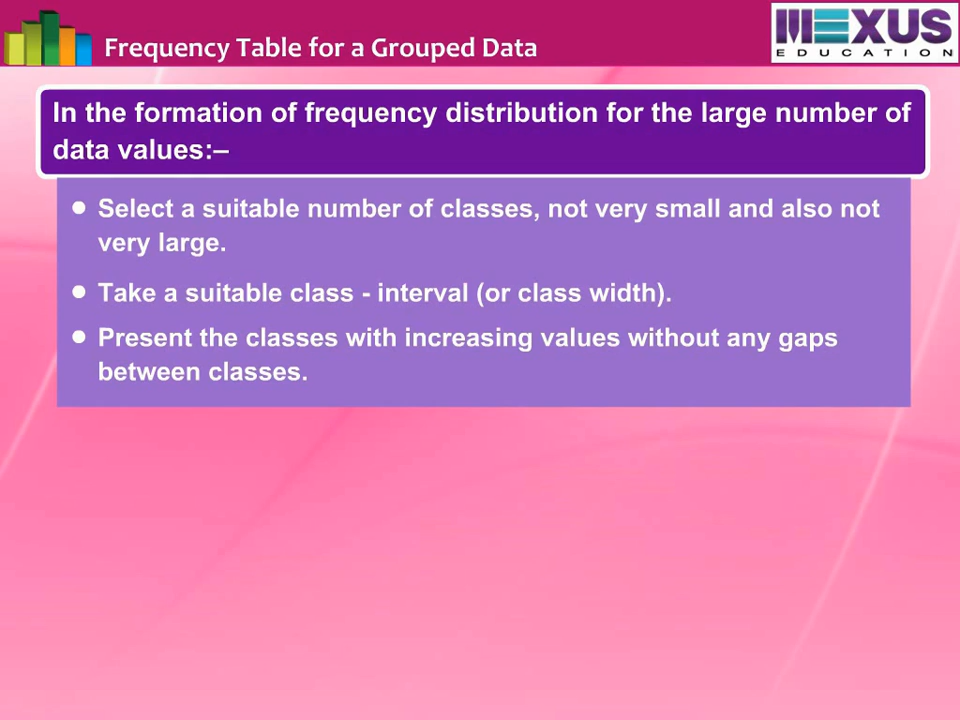 Frequency Table for a Grouped Data
MEXUS
EDUCATION
In the formation of frequency distribution for the large number of
data values:–
● Select a suitable number of classes, not very small and also not
very large.
● Take a suitable class - interval (or class width).
● Present the classes with increasing values without any gaps
between classes.